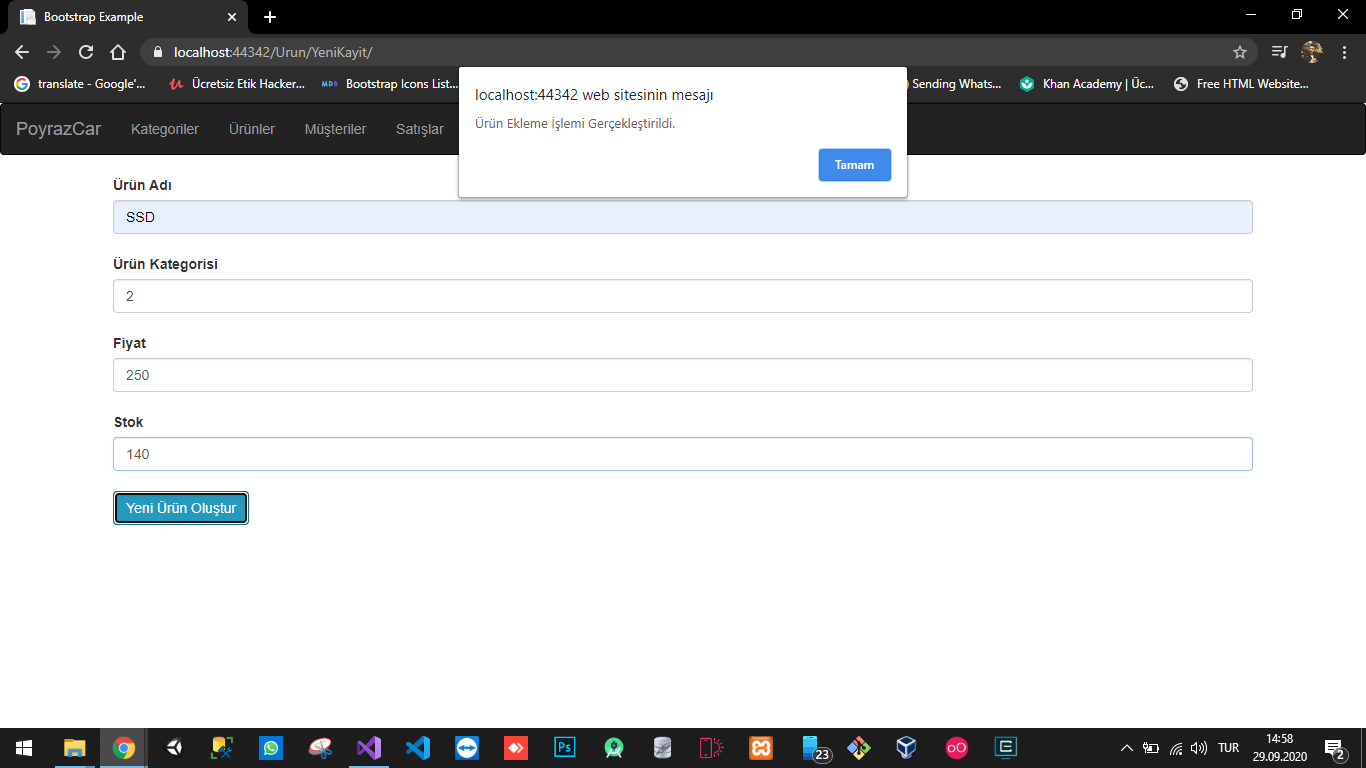 Bootstrap Example
localhost:44342/Urun/YeniKayit/
translate - Google'...
Ücretsiz Etik Hacker...
MDB
Bootstrap Icons List...
Sending Whats...
Khan Academy | Üc...
Free HTML Website...
localhost:44342 web sitesinin mesajı
Ürün Ekleme İşlemi Gerçekleştirildi.
Tamam
PoyrazCar
Kategoriler
Ürünler
Müşteriler
Satışlar
Ürün Adı
SSD
Ürün Kategorisi
2
Fiyat
250
Stok
140
Yeni Ürün Oluştur
Ps
23
TUR
14:58
29.09.2020
2